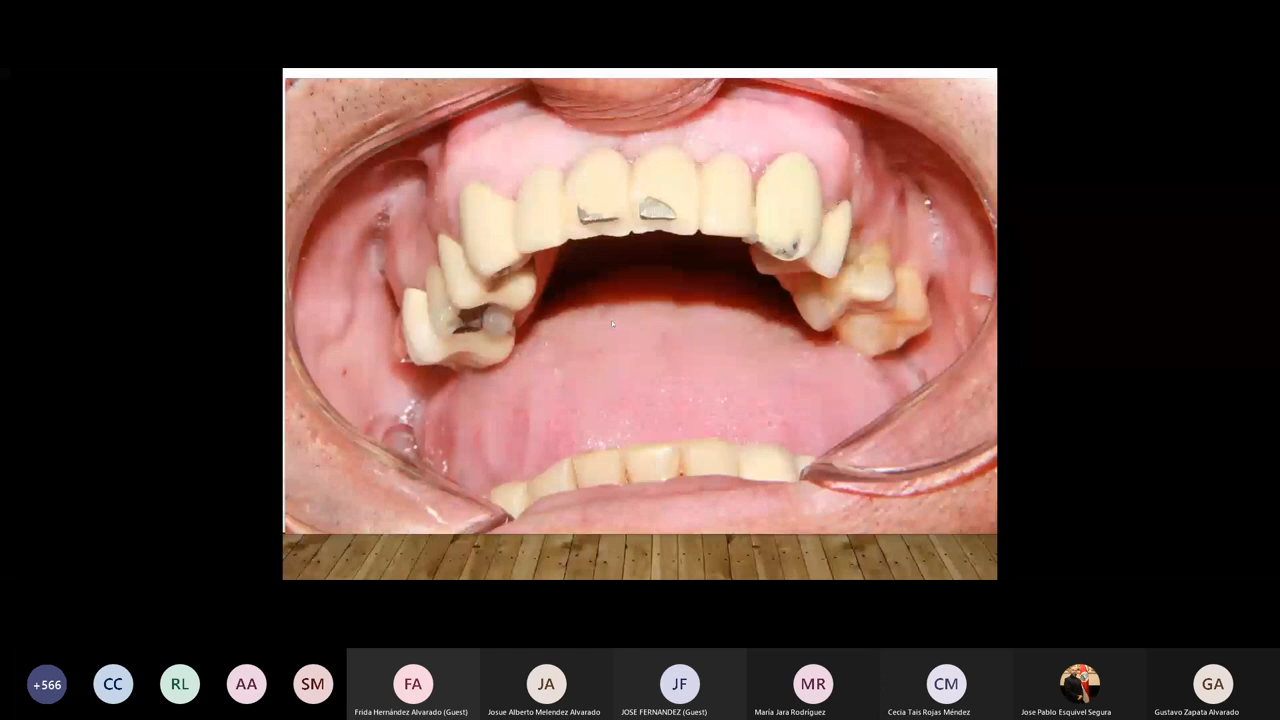 +566
CC
RL
AA
SM
FA
JA
JF
MR
CM
GA
Frida Hernández Alvarado (Guest)
Josue Alberto Melendez Alvarado
JOSE FERNANDEZ (Guest)
María Jara Rodríguez
Cecia Tais Rojas Méndez
Jose Pablo Esquivel Segura
Gustavo Zapata Alvarado